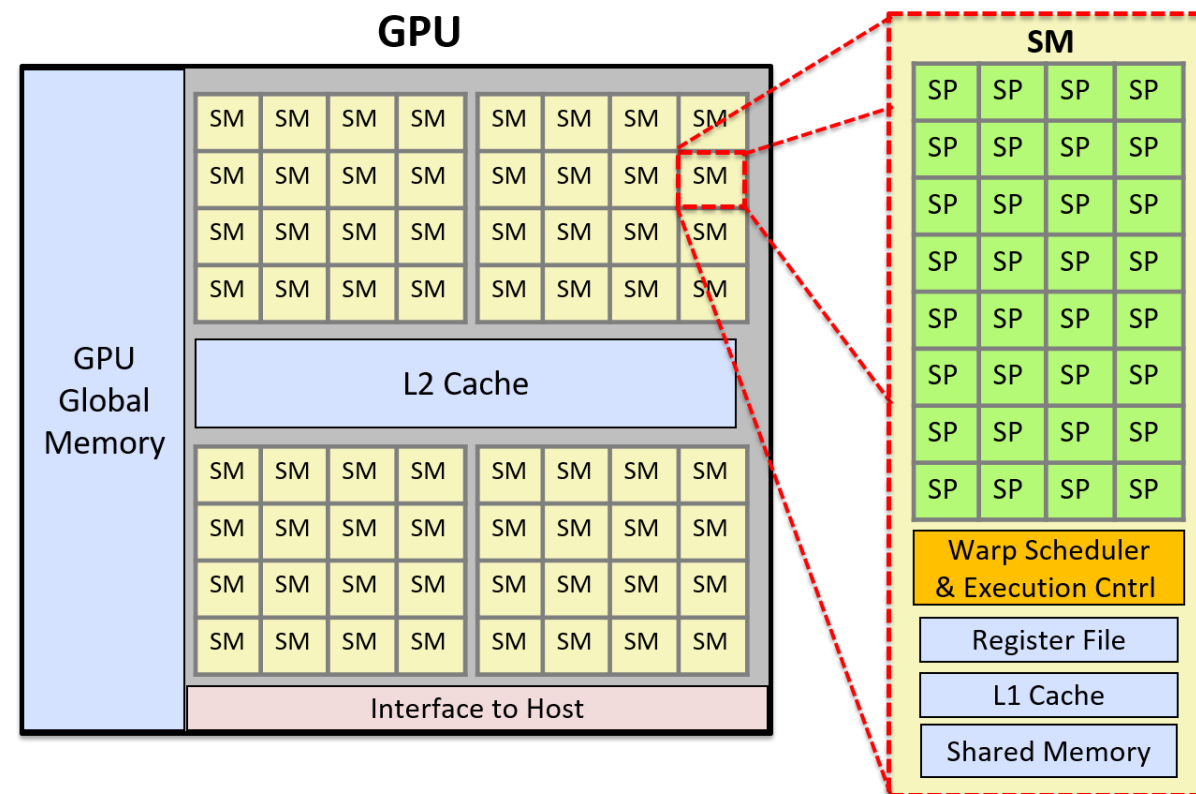 GPU
GPU
Global
Memory
SM SM SM SM SM SM SM SM
SM SM SM SM SM SM SM SM
SM SM SM SM SM SM SM SM
SM SM SM SM SM SM SM SM
L2 Cache
SM SM SM SM SM SM SM SM
SM SM SM SM SM SM SM SM
SM SM SM SM SM SM SM SM
SM SM SM SM SM SM SM SM
Interface to Host
SM
SP SP SP SP
SP SP SP SP
SP SP SP SP
SP SP SP SP
SP SP SP SP
SP SP SP SP
SP SP SP SP
SP SP SP SP
Warp Scheduler
& Execution Cntrl
Register File
L1 Cache
Shared Memory